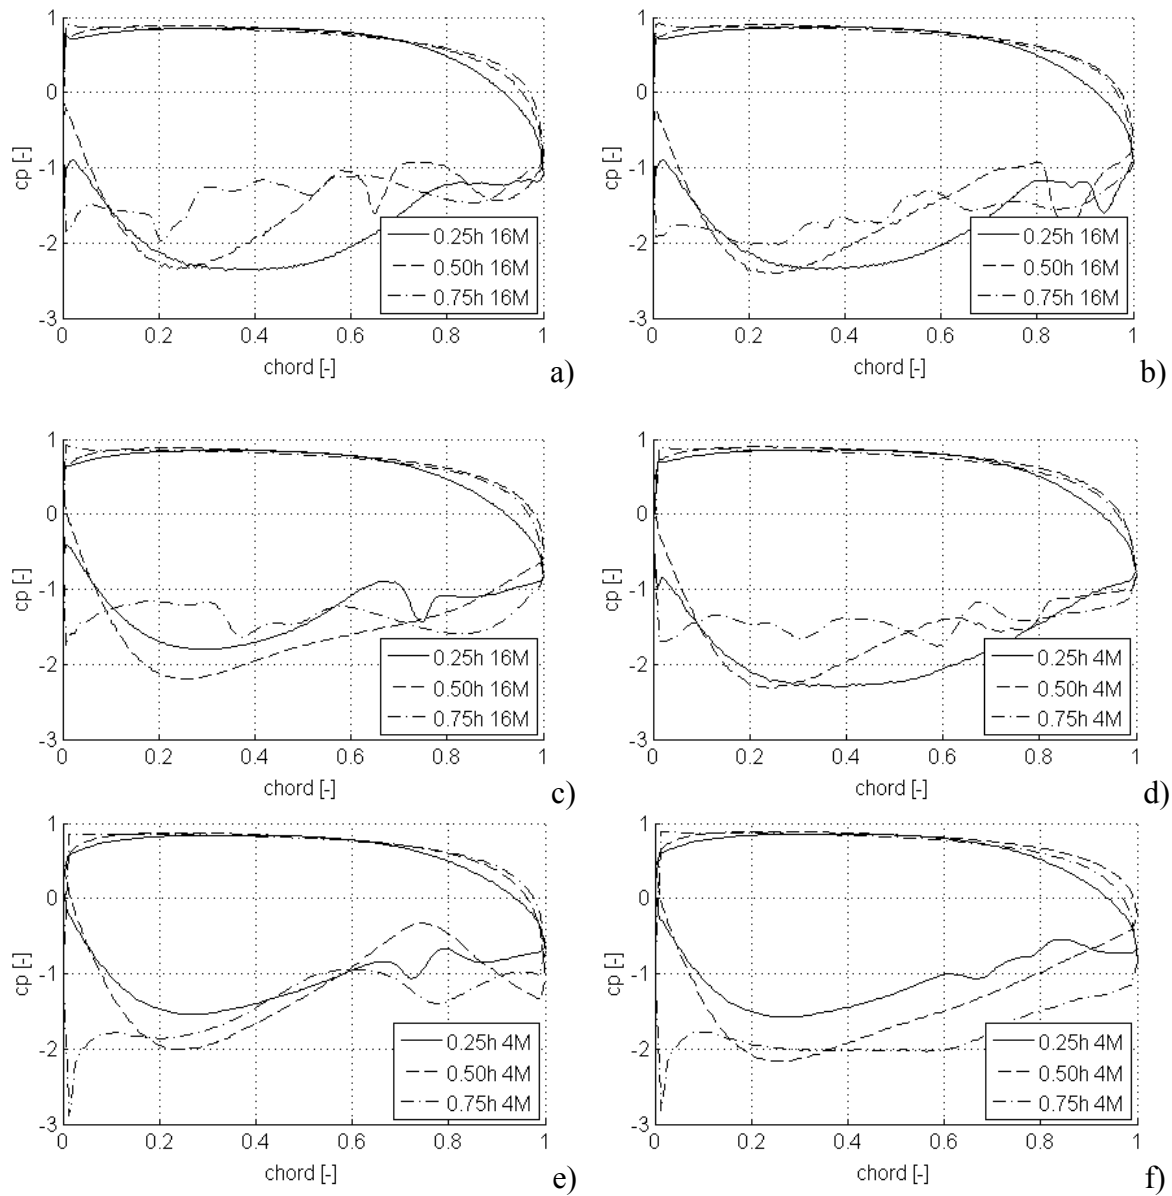 1
0
-1
-2
-3
cp [-]
0 0.2 0.4 0.6 0.8 1
chord [-]
0.25h 16M
0.50h 16M
0.75h 16M
a)
1
0
-1
-2
-3
cp [-]
0 0.2 0.4 0.6 0.8 1
chord [-]
0.25h 16M
0.50h 16M
0.75h 16M
b)
1
0
-1
-2
-3
cp [-]
0 0.2 0.4 0.6 0.8 1
chord [-]
0.25h 16M
0.50h 16M
0.75h 16M
c)
1
0
-1
-2
-3
cp [-]
0 0.2 0.4 0.6 0.8 1
chord [-]
0.25h 4M
0.50h 4M
0.75h 4M
d)
1
0
-1
-2
-3
cp [-]
0 0.2 0.4 0.6 0.8 1
chord [-]
0.25h 4M
0.50h 4M
0.75h 4M
e)
1
0
-1
-2
-3
cp [-]
0 0.2 0.4 0.6 0.8 1
chord [-]
0.25h 4M
0.50h 4M
0.75h 4M
f)